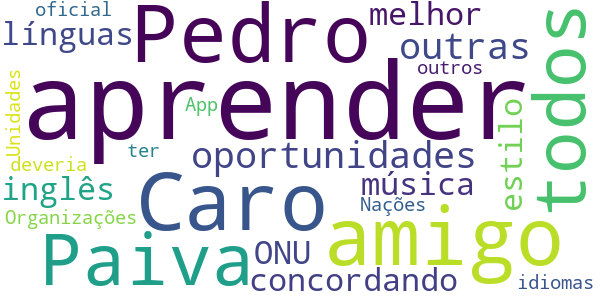 oficial
Pedro
melhor
línguas
outras
todos
aprender
outros
Unidades
App
estilo
deveria
ter
oportunidades
inglês
Caro
música
Organizações
Nações
amigo
Paiva
ONU
concordando
idiomas